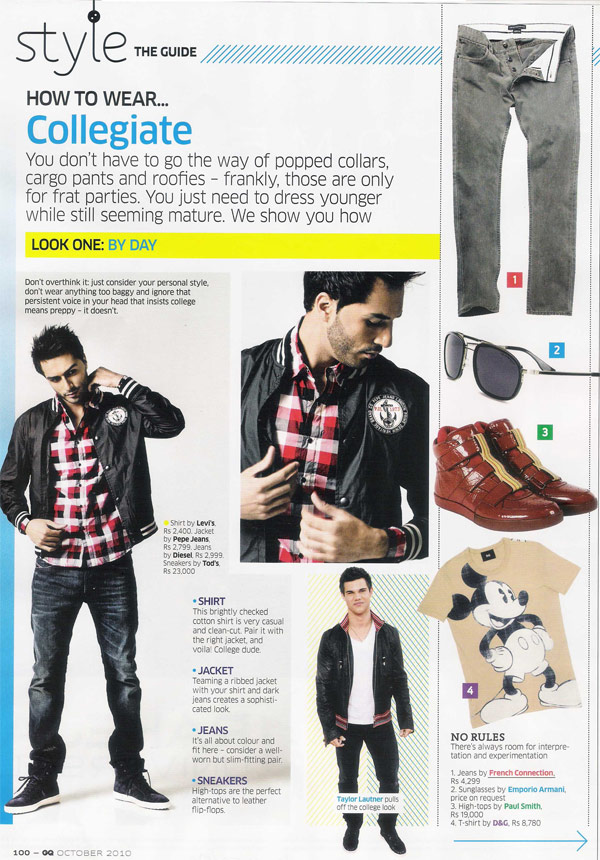 style THE GUIDE
HOW TO WEAR...
Collegiate
You don't have to go the way of popped collars,
cargo pants and roofies – frankly, those are only
for frat parties. You just need to dress younger
while still seeming mature. We show you how
LOOK ONE: BY DAY
Don't overthink it: just consider your personal style,
don't wear anything too baggy and ignore that
persistent voice in your head that insists college
means preppy – it doesn't.
Shirt by Levi's,
Rs 2,400. Jacket
by Pepe Jeans,
Rs 2,799. Jeans
by Diesel, Rs 2,999.
Sneakers by Tod's,
Rs 23,000
• SHIRT
This brightly checked
cotton shirt is very casual
and clean-cut. Pair it with
the right jacket, and
voila! College dude.
• JACKET
Teaming a ribbed jacket
with your shirt and dark
jeans creates a sophisti-
cated look.
• JEANS
It's all about colour and
fit here – consider a well-
worn but slim-fitting pair.
• SNEAKERS
High-tops are the perfect
alternative to leather
flip-flops.
Taylor Lautner pulls
off the college look
1
2
3
4
NO RULES
There's always room for interpre-
tation and experimentation
1. Jeans by French Connection,
Rs 4,299
2. Sunglasses by Emporio Armani,
price on request
3. High-tops by Paul Smith,
Rs 19,000
4. T-shirt by D&G, Rs 8,780
100 – GQ OCTOBER 2010